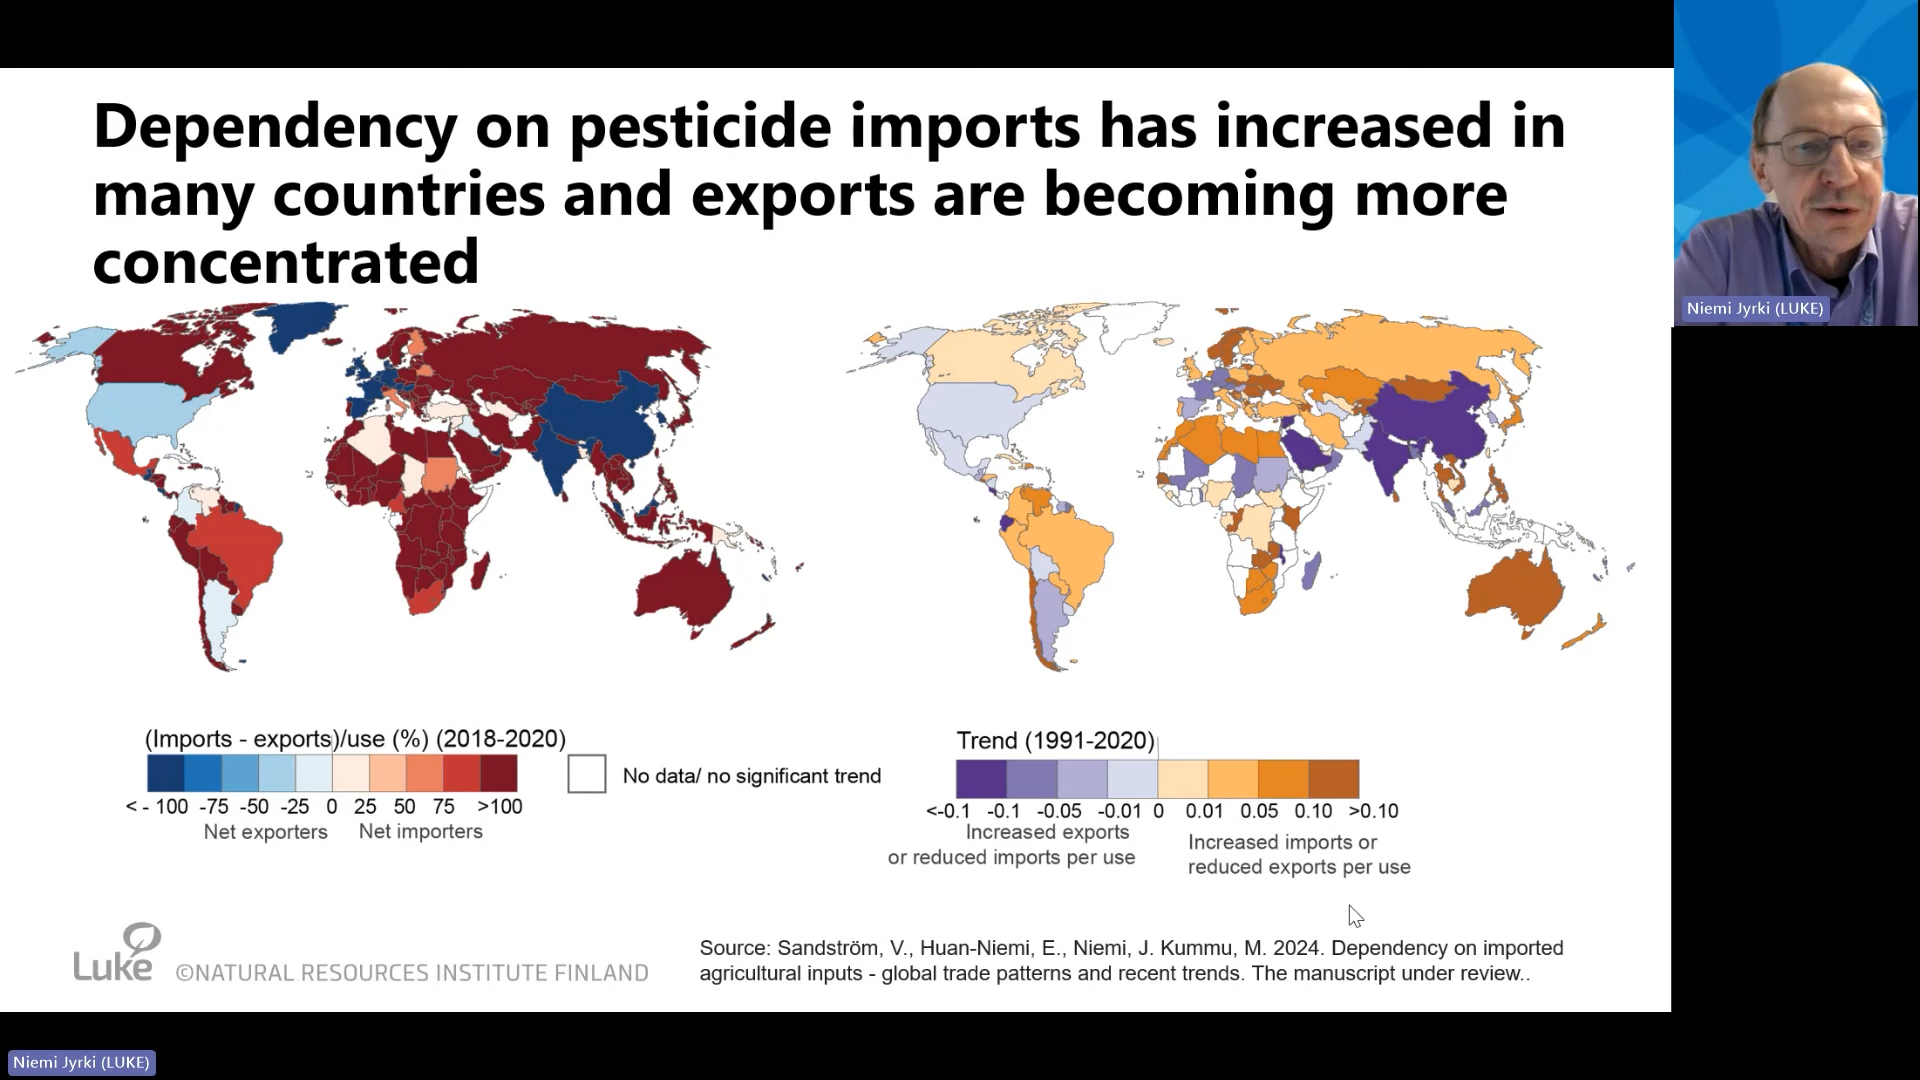 Dependency on pesticide imports has increased in
many countries and exports are becoming more
concentrated
Niemi Jyrki (LUKE)
(Imports - exports)/use (%) (2018-2020)
< - 100 -75 -50 -25 0 25 50 75 >100
Net exporters Net importers
No data/ no significant trend
Trend (1991-2020)
<-0.1 -0.1 -0.05 -0.01 0 0.01 0.05 0.10 >0.10
Increased exports
or reduced imports per use
Increased imports or
reduced exports per use
Luke
©NATURAL RESOURCES INSTITUTE FINLAND
Source: Sandström, V., Huan-Niemi, E., Niemi, J. Kummu, M. 2024. Dependency on imported
agricultural inputs - global trade patterns and recent trends. The manuscript under review..
Niemi Jyrki (LUKE)